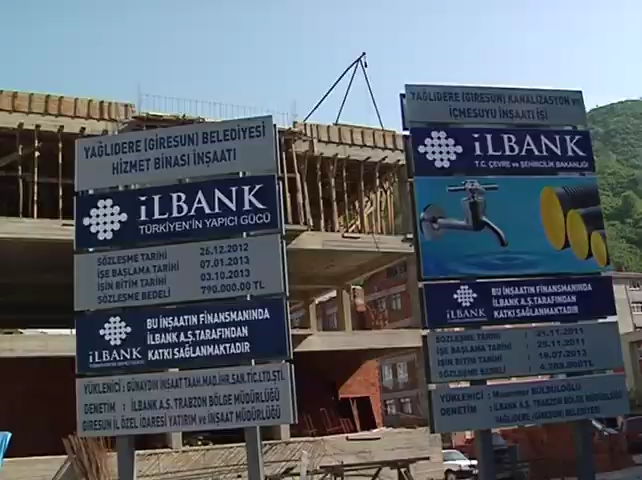 YAĞLIDERE (GİRESUN) BELEDİYESİ
HİZMET BİNASI İNŞAATI
İLBANK
TÜRKİYE'NİN YAPICI GÜCÜ
SÖZLEŞME TARİHİ 26.12.2012
İŞE BAŞLAMA TARİHİ 07.01.2013
İŞİN BİTİM TARİHİ 03.10.2013
SÖZLEŞME BEDELİ 790.000.00 TL
BU İNŞAATIN FİNANSMANINDA
İLBANK A.Ş.TARAFINDAN
KATKI SAĞLANMAKTADIR
İLBANK
YÜKLENİCİ : GÜNAYDIN İNŞAAT TAAH.MAD.İHR.SAN.TİC.LTD.ŞTİ.
DENETİM : İLBANK A.Ş. TRABZON BÖLGE MÜDÜRLÜĞÜ
GİRESUN İL ÖZEL İDARESİ YATIRIM ve İNŞAAT MÜDÜRLÜĞÜ
YAĞLIDERE (GİRESUN) KANALİZASYON ve
İÇMESUYU İNŞAATI İŞİ
İLBANK
T.C. ÇEVRE ve ŞEHİRCİLİK BAKANLIĞI
BU İNŞAATIN FİNANSMANINDA
İLBANK A.Ş.TARAFINDAN
KATKI SAĞLANMAKTADIR
İLBANK
SÖZLEŞME TARİHİ : 21.11.2011
İŞE BAŞLAMA TARİHİ : 25.11.2011
İŞİN BİTİM TARİHİ : 18.07.2013
SÖZLEŞME BEDELİ :
YÜKLENİCİ : Muammer BÜLBÜLOĞLU
DENETİM : İLBANK A.Ş. TRABZON BÖLGE MÜDÜRLÜĞÜ
YAĞLIDERE (GİRESUN) BELEDİYESİ